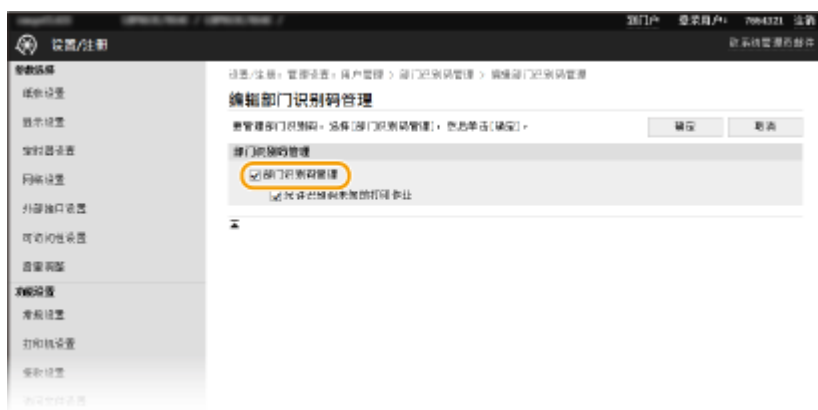 到门户 登录用户: 7654321 注销
设置/注册 致系统管理员邮件
参数选择
纸张设置
显示设置
定时器设置
网络设置
外部接口设置
可访问性设置
音量调整
功能设置
常规设置
打印机设置
接收设置
设置/注册: 管理设置: 用户管理 > 部门识别码管理 > 编辑部门识别码管理
编辑部门识别码管理
要管理部门识别码,选择[部门识别码管理],然后单击[确定]。
确定 取消
部门识别码管理
部门识别码管理
允许识别码未知的打印作业